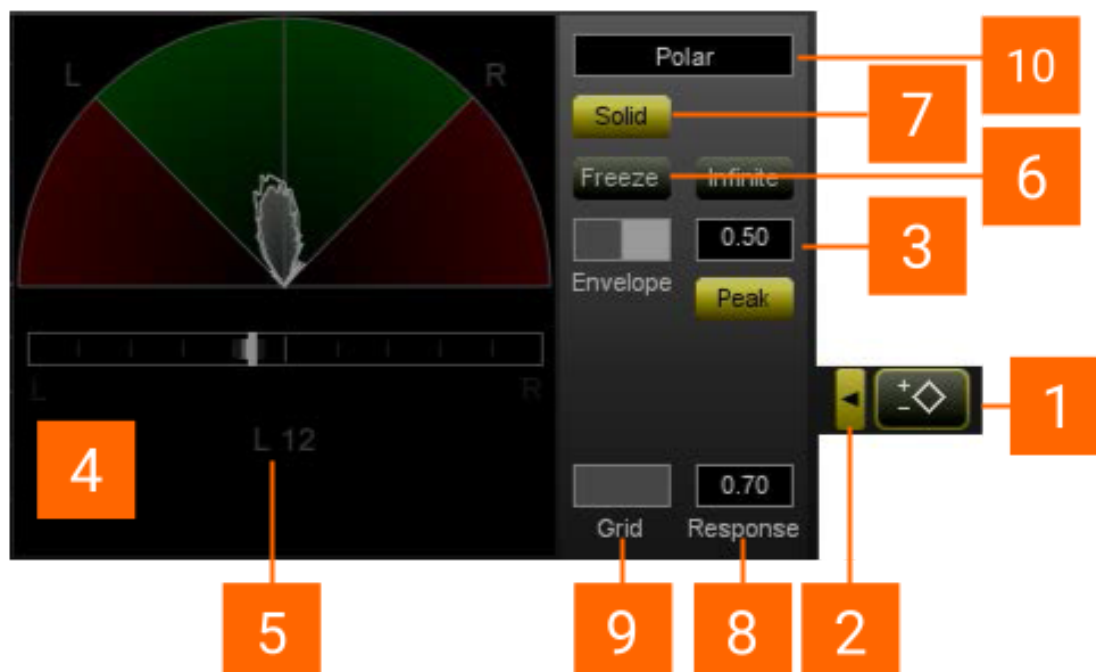 Polar
10
L
R
Solid
7
Freeze
Infinite
6
0.50
3
Envelope
Peak
L
R
1
4
L 12
0.70
Grid
Response
5
9
8
2